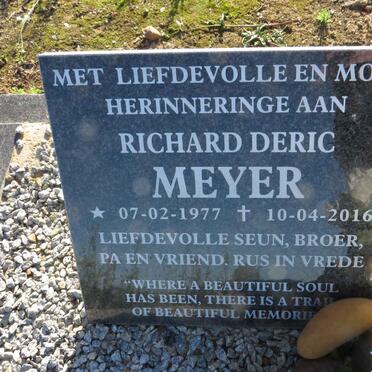 MET LIEFDEVOLLE EN
HERINNERINGE AAN
RICHARD DERIC
MEYER
★ 07-02-1977 ✝ 10-04-2016
LIEFDEVOLLE SEUN, BROER,
PA EN VRIEND. RUS IN VREDE
"WHERE A BEAUTIFUL SOUL
HAS BEEN, THERE IS A
OF BEAUTIFUL